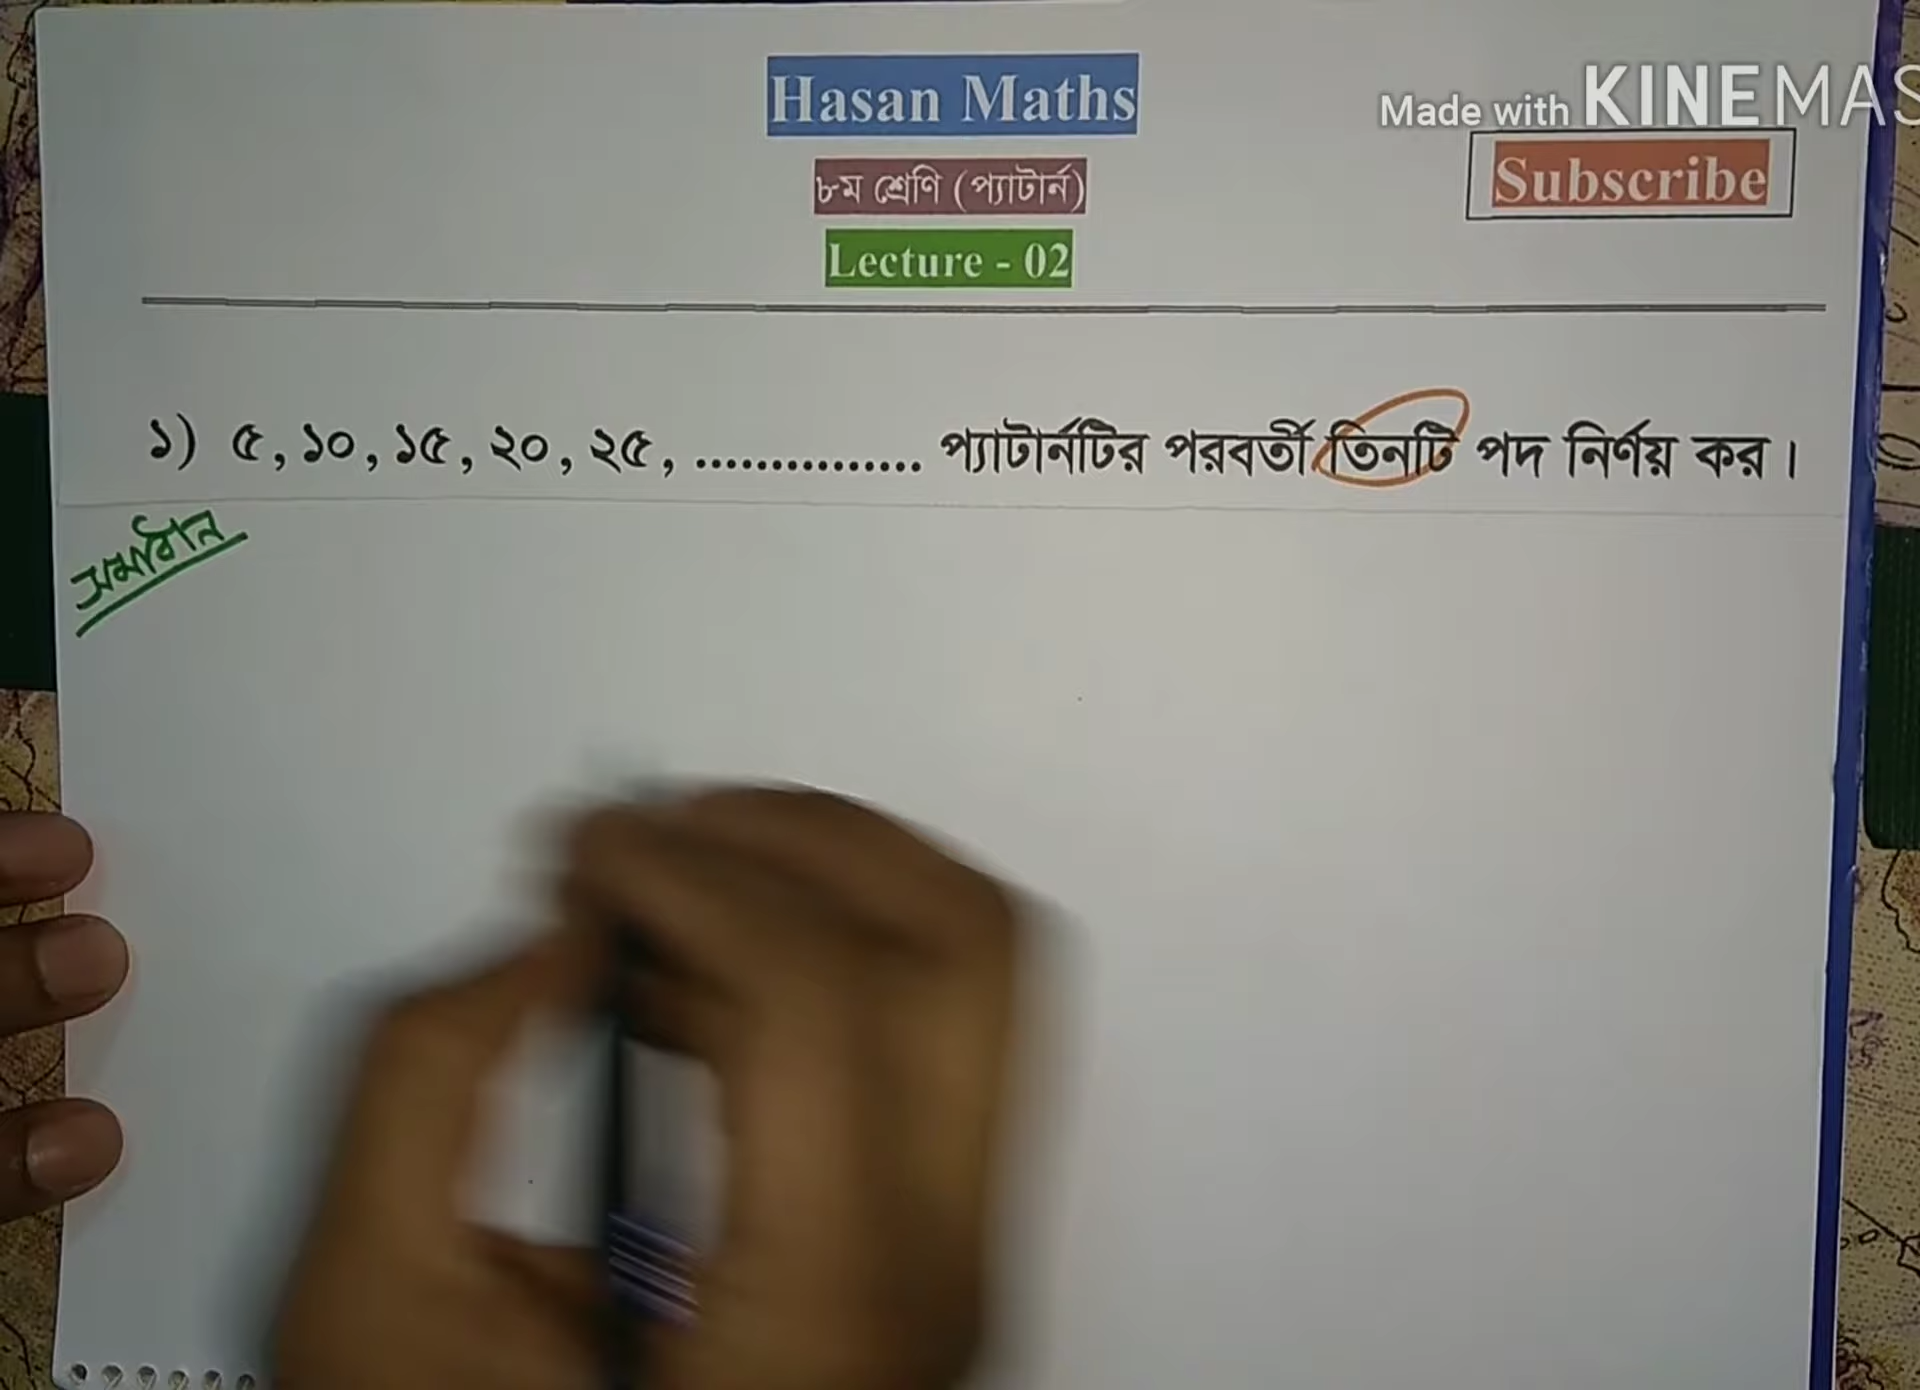 Hasan Maths
Made with KINEMAS
৮ম শ্রেণি (প্যাটার্ন)
Subscribe
Lecture - 02
১) ৫, ১০, ১৫, ২০, ২৫, ............... প্যাটার্নটির পরবর্তী তিনটি পদ নির্ণয় কর।
সমাধান